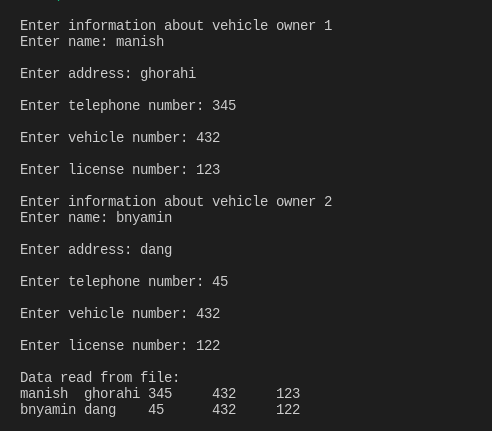 Enter information about vehicle owner 1
Enter name: manish
Enter address: ghorahi
Enter telephone number: 345
Enter vehicle number: 432
Enter license number: 123
Enter information about vehicle owner 2
Enter name: bnyamin
Enter address: dang
Enter telephone number: 45
Enter vehicle number: 432
Enter license number: 122
Data read from file:
manish  ghorahi 345     432     123
bnyamin dang    45      432     122